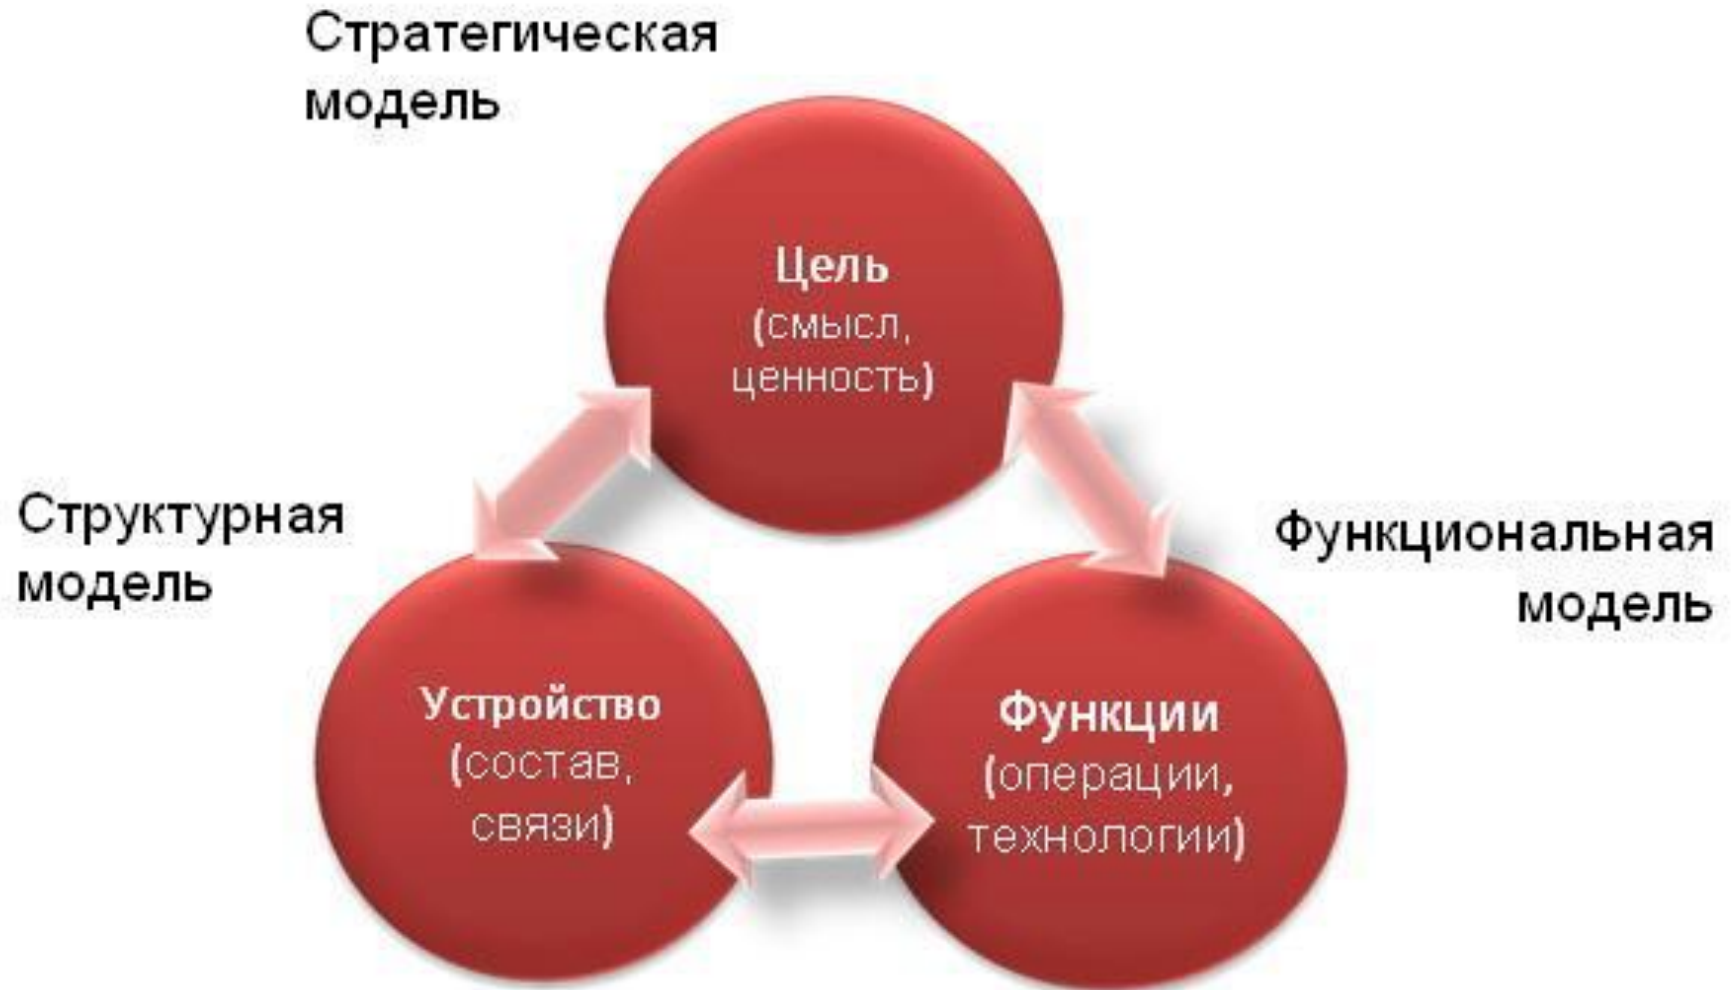 Стратегическая
модель
Цель
(смысл,
ценность)
Структурная
модель
Функциональная
модель
Устройство
(состав,
связи)
Функции
(операции,
технологии)